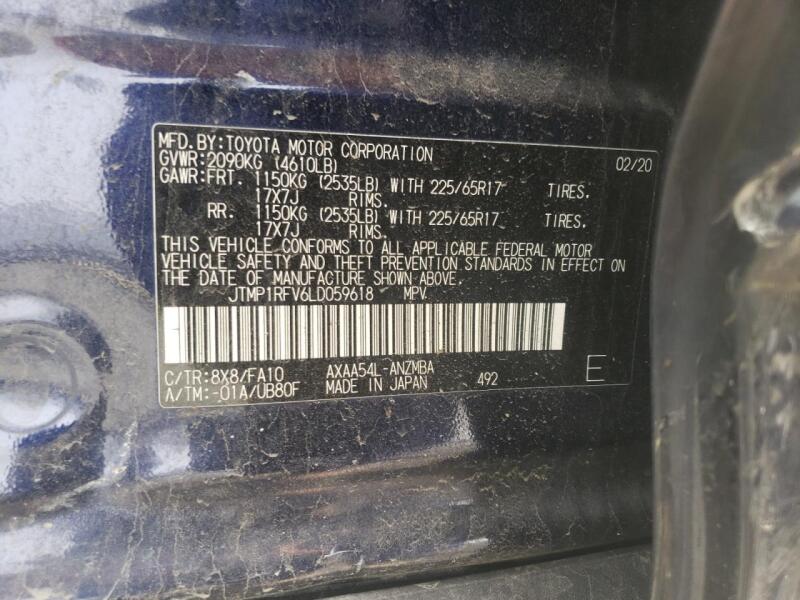 MFD.BY:TOYOTA MOTOR CORPORATION 02/20
GVWR:2090KG (4610LB)
GAWR:FRT. 1150KG (2535LB) WITH 225/65R17 TIRES.
17X7J RIMS.
RR. 1150KG (2535LB) WITH 225/65R17 TIRES.
17X7J RIMS.
THIS VEHICLE CONFORMS TO ALL APPLICABLE FEDERAL MOTOR
VEHICLE SAFETY AND THEFT PREVENTION STANDARDS IN EFFECT ON
THE DATE OF MANUFACTURE SHOWN ABOVE.
JTMP1RFV6LD059618 MPV.
C/TR:8X8/FA10 AXAA54L-ANZMBA E
A/TM:-01A/UB80F MADE IN JAPAN 492